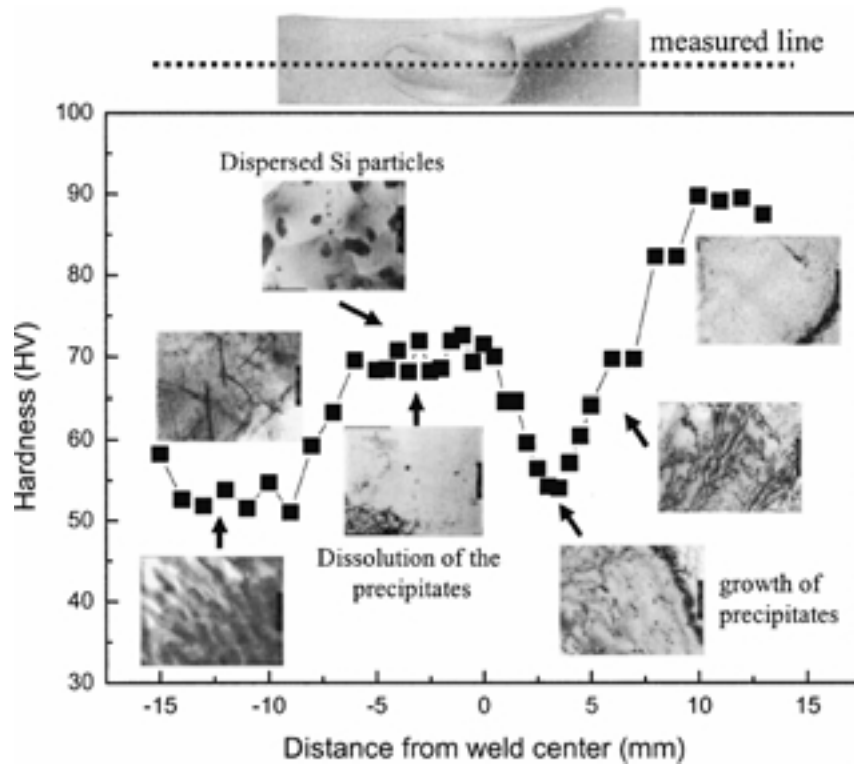 measured line
100
90
80
70
60
50
40
30
Hardness (HV)
Dispersed Si particles
Dissolution of the
precipitates
growth of
precipitates
-15
-10
-5
0
5
10
15
Distance from weld center (mm)